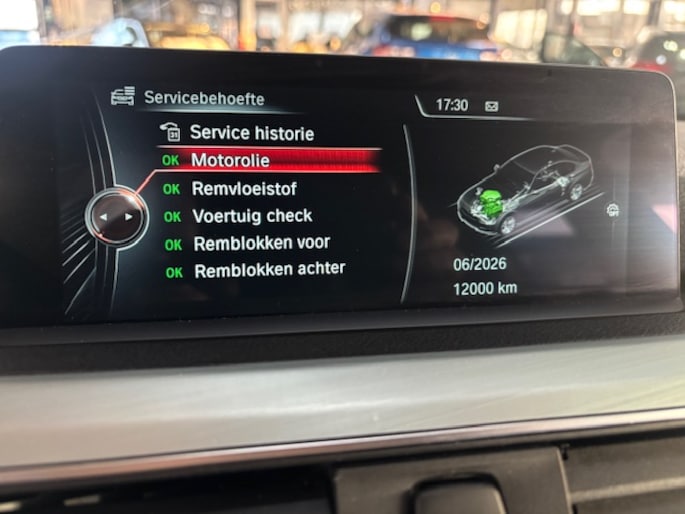 Servicebehoefte
17:30
Service historie
OK Motorolie
OK Remvloeistof
OK Voertuig check
OK Remblokken voor
OK Remblokken achter
06/2026
12000 km